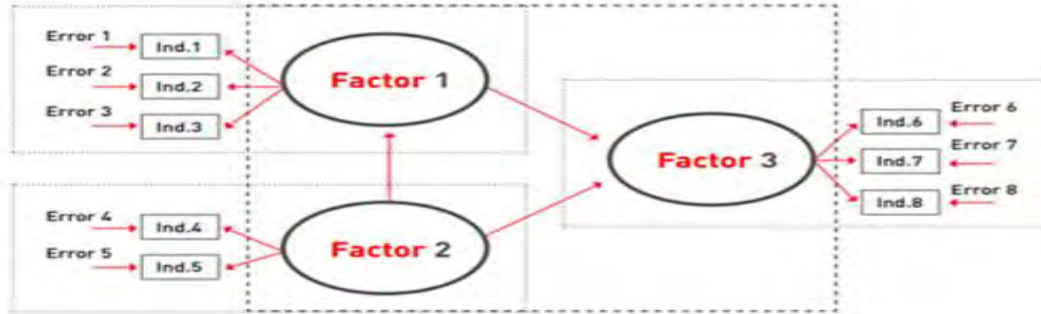 Error 1
Ind.1
Error 2
Ind.2
Error 3
Ind.3
Factor 1
Error 4
Ind.4
Error 5
Ind.5
Factor 2
Factor 3
Ind.6
Error 6
Ind.7
Error 7
Ind.8
Error 8